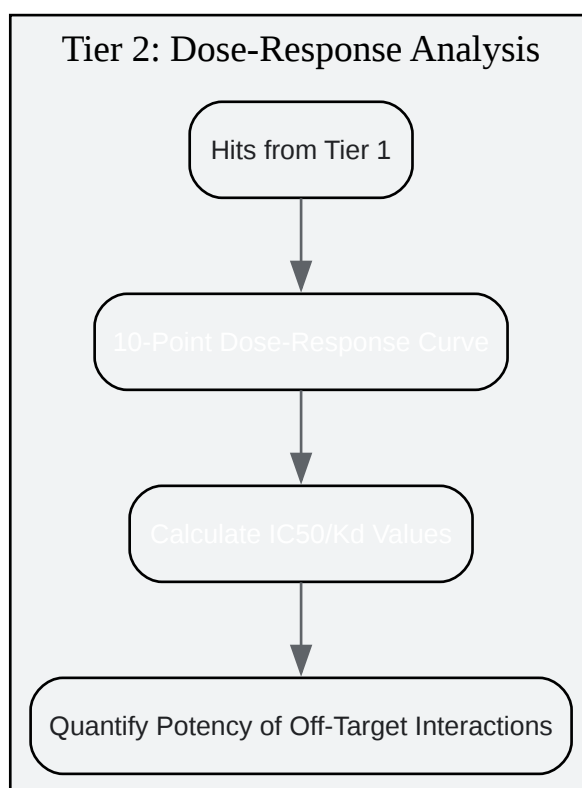 Tier 2: Dose-Response Analysis
Hits from Tier 1
10-Point Dose-Response Curve
Calculate IC50/Kd Values
Quantify Potency of Off-Target Interactions